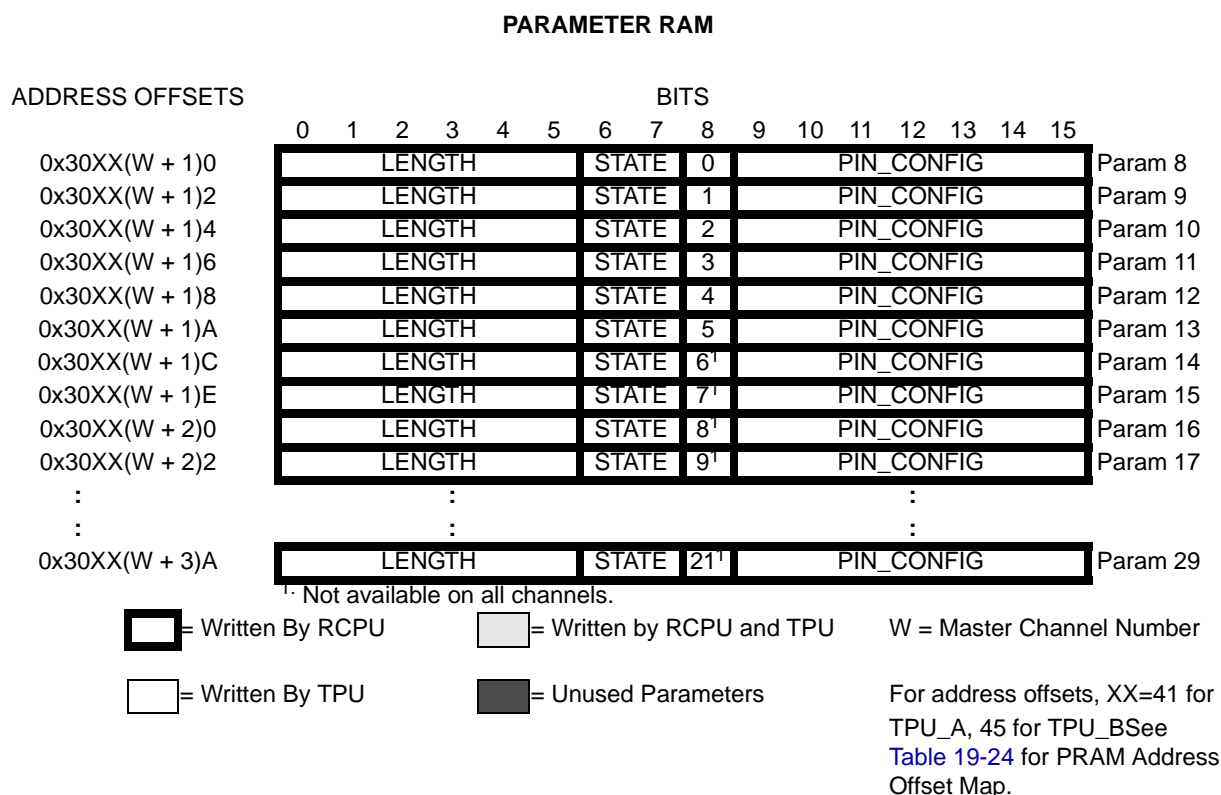 PARAMETER RAM
ADDRESS OFFSETS BITS
0 1 2 3 4 5 6 7 8 9 10 11 12 13 14 15
0x30XX(W + 1)0 LENGTH STATE 0 PIN_CONFIG Param 8
0x30XX(W + 1)2 LENGTH STATE 1 PIN_CONFIG Param 9
0x30XX(W + 1)4 LENGTH STATE 2 PIN_CONFIG Param 10
0x30XX(W + 1)6 LENGTH STATE 3 PIN_CONFIG Param 11
0x30XX(W + 1)8 LENGTH STATE 4 PIN_CONFIG Param 12
0x30XX(W + 1)A LENGTH STATE 5 PIN_CONFIG Param 13
0x30XX(W + 1)C LENGTH STATE 6¹ PIN_CONFIG Param 14
0x30XX(W + 1)E LENGTH STATE 7¹ PIN_CONFIG Param 15
0x30XX(W + 2)0 LENGTH STATE 8¹ PIN_CONFIG Param 16
0x30XX(W + 2)2 LENGTH STATE 9¹ PIN_CONFIG Param 17
: : :
: : :
0x30XX(W + 3)A LENGTH STATE 21¹ PIN_CONFIG Param 29
1. Not available on all channels.
= Written By RCPU = Written by RCPU and TPU W = Master Channel Number
= Written By TPU = Unused Parameters For address offsets, XX=41 for
TPU_A, 45 for TPU_BSee
Table 19-24 for PRAM Address
Offset Map.